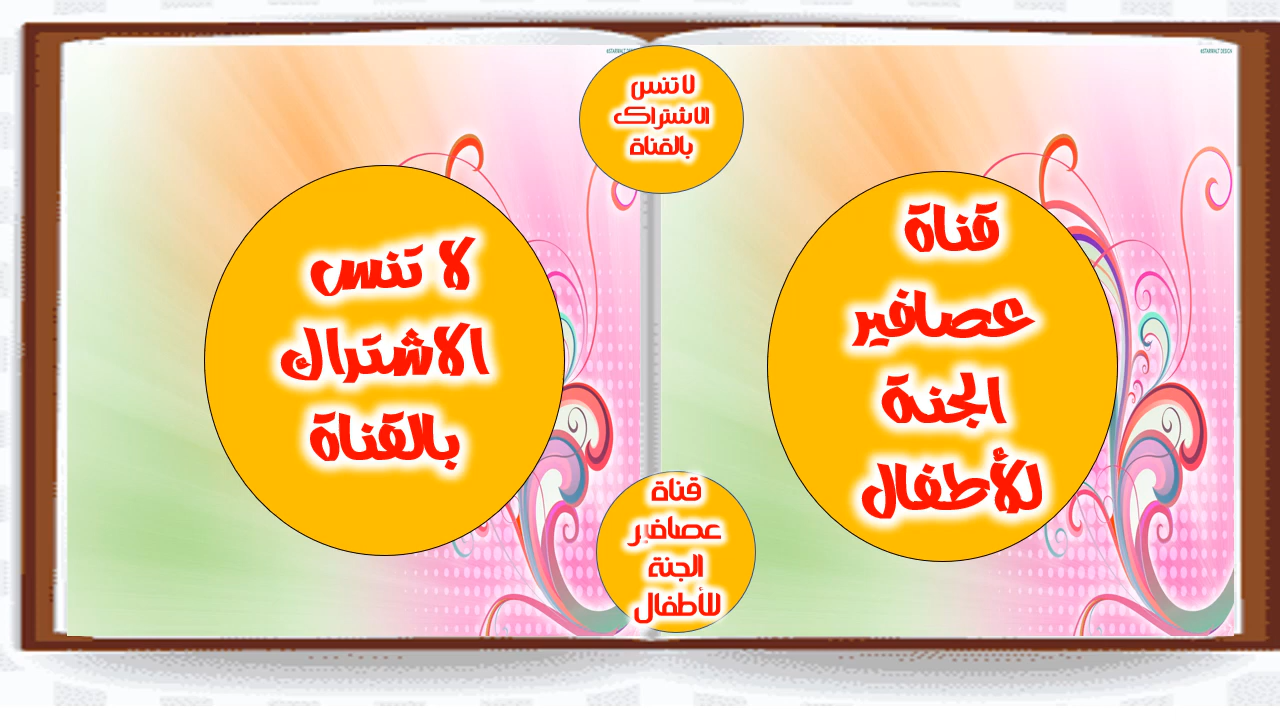 لا تنس
الاشتراك
بالقناة
قناة
عصافير
الجنة
للأطفال
لا تنس
الاشتراك
بالقناة
قناة
عصافير
الجنة
للأطفال